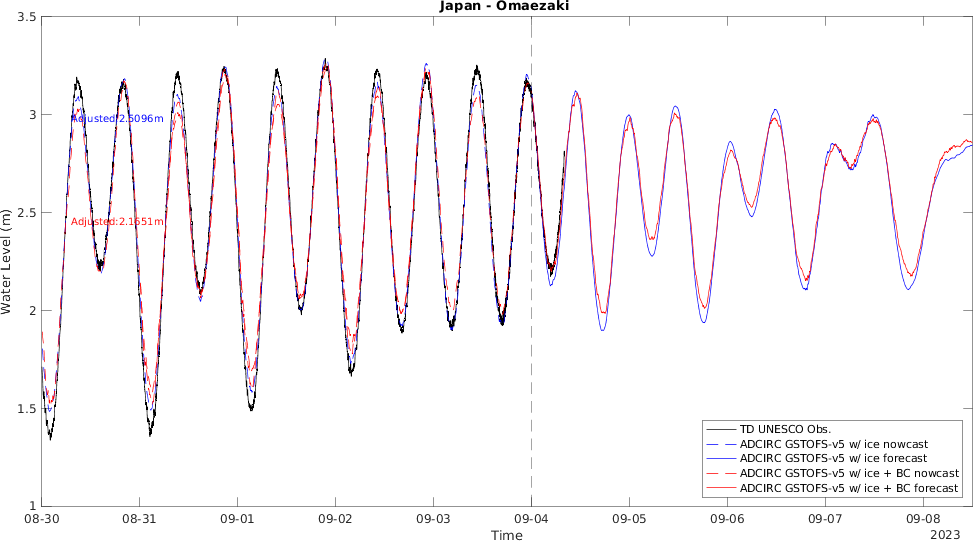 Japan - Omaezaki
3.5
3
2.5
2
1.5
1
Water Level (m)
Adjusted:2.5096m
Adjusted:2.1651m
TD UNESCO Obs.
ADCIRC GSTOFS-v5 w/ ice nowcast
ADCIRC GSTOFS-v5 w/ ice forecast
ADCIRC GSTOFS-v5 w/ ice + BC nowcast
ADCIRC GSTOFS-v5 w/ ice + BC forecast
08-30 08-31 09-01 09-02 09-03 09-04 09-05 09-06 09-07 09-08
Time
2023